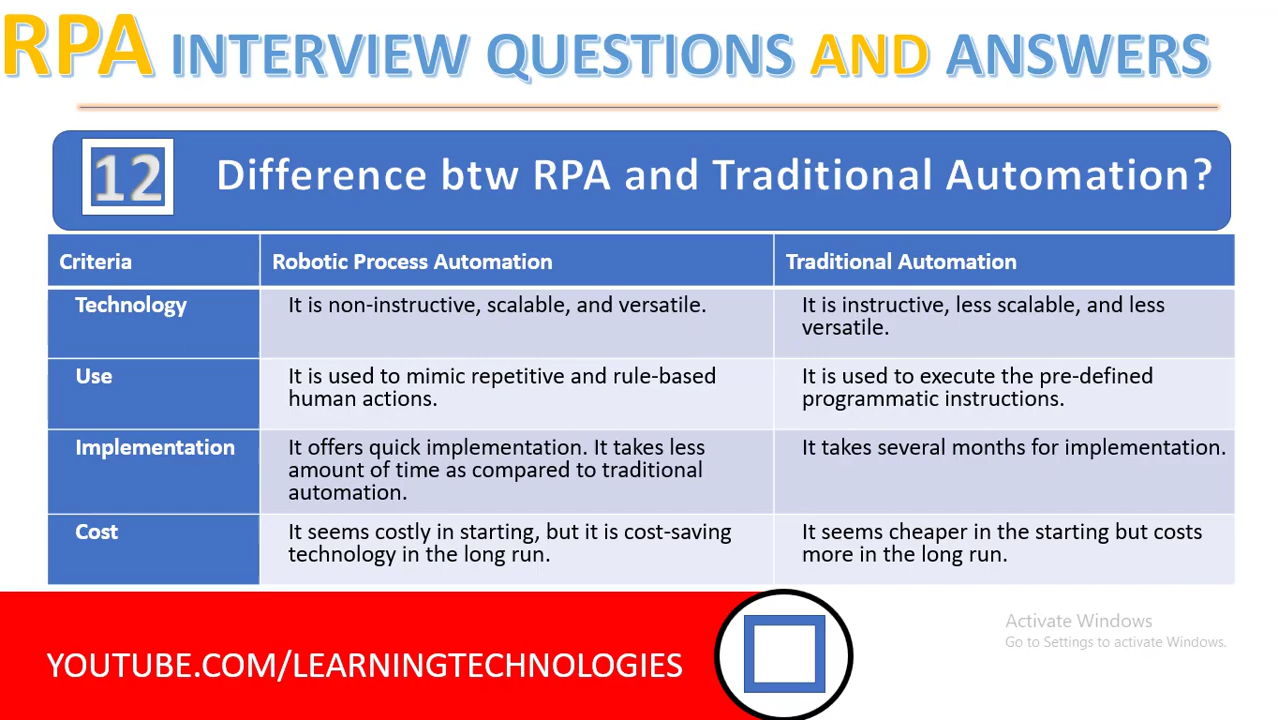 RPA INTERVIEW QUESTIONS AND ANSWERS
12 Difference btw RPA and Traditional Automation?
Criteria Robotic Process Automation Traditional Automation
Technology
It is non-instructive, scalable, and versatile.
It is instructive, less scalable, and less
versatile.
Use
It is used to mimic repetitive and rule-based
human actions.
It is used to execute the pre-defined
programmatic instructions.
Implementation
It offers quick implementation. It takes less
amount of time as compared to traditional
automation.
It takes several months for implementation.
Cost
It seems costly in starting, but it is cost-saving
technology in the long run.
It seems cheaper in the starting but costs
more in the long run.
Activate Windows
Go to Settings to activate Windows.
YOUTUBE.COM/LEARNINGTECHNOLOGIES